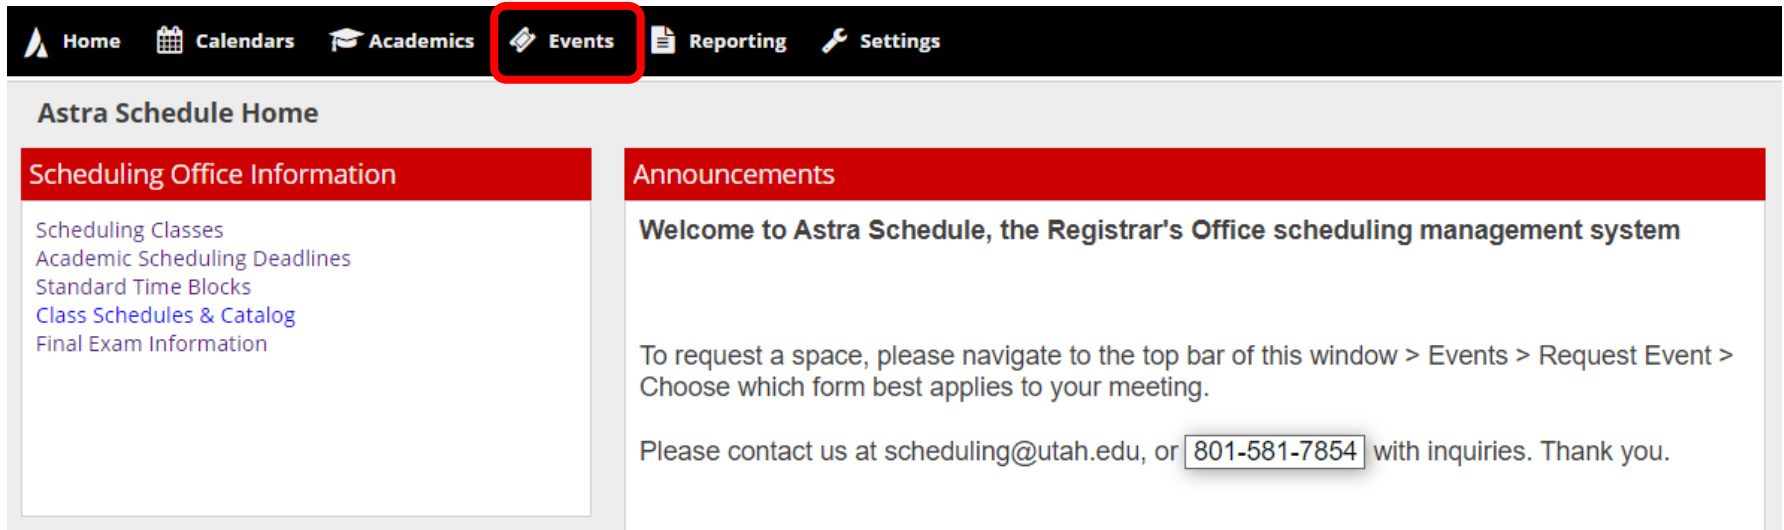 Home Calendars Academics Events Reporting Settings
Astra Schedule Home
Scheduling Office Information
Scheduling Classes
Academic Scheduling Deadlines
Standard Time Blocks
Class Schedules & Catalog
Final Exam Information
Announcements
Welcome to Astra Schedule, the Registrar's Office scheduling management system
To request a space, please navigate to the top bar of this window > Events > Request Event >
Choose which form best applies to your meeting.
Please contact us at scheduling@utah.edu, or 801-581-7854 with inquiries. Thank you.